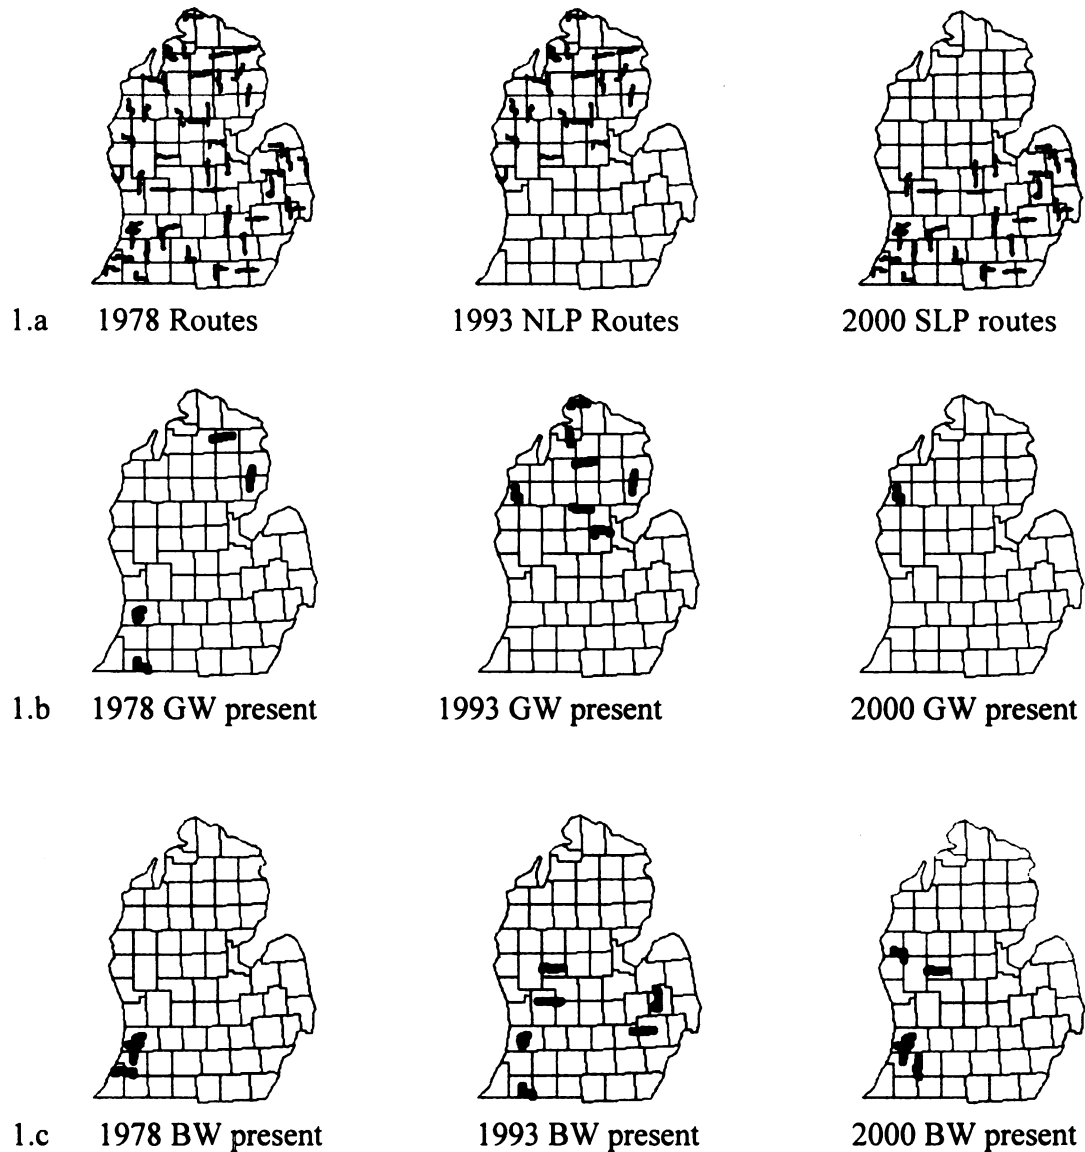 1.a 1978 Routes 1993 NLP Routes 2000 SLP routes
1.b 1978 GW present 1993 GW present 2000 GW present
1.c 1978 BW present 1993 BW present 2000 BW present